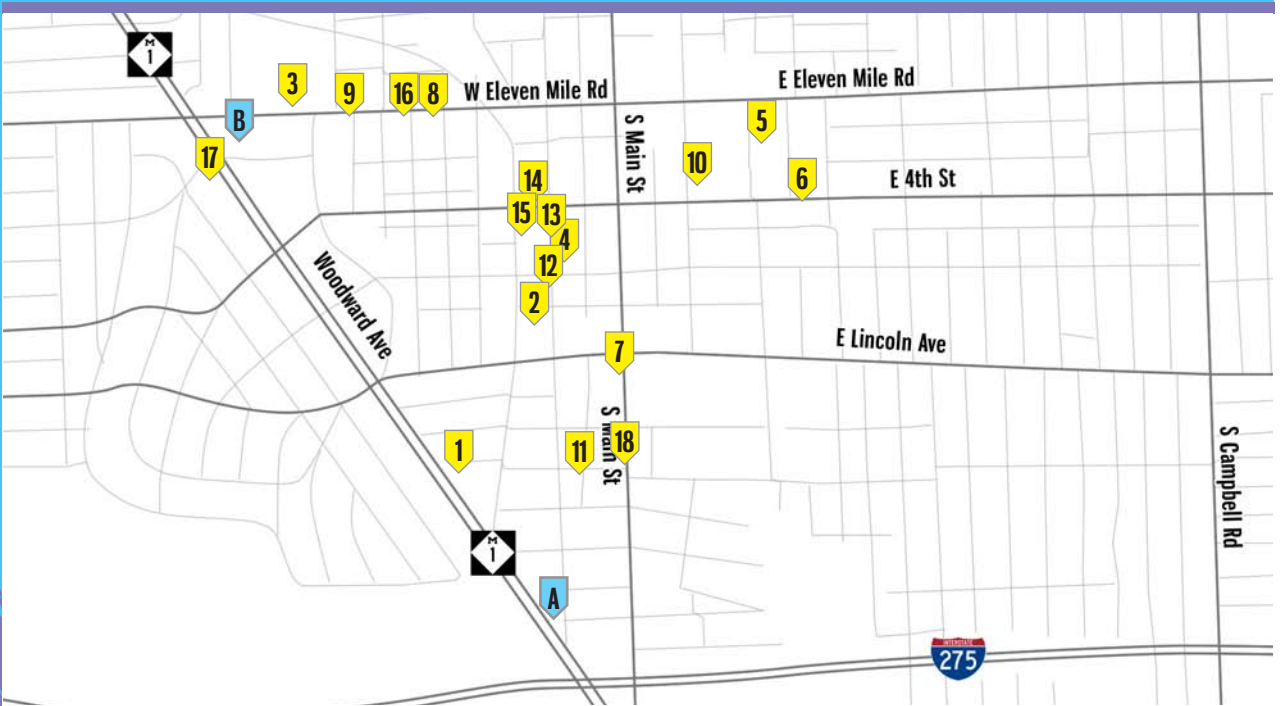 M
1
3
9
16
8
W Eleven Mile Rd
E Eleven Mile Rd
B
17
S Main St
5
10
6
14
E 4th St
15
13
4
12
2
Woodward Ave
7
E Lincoln Ave
1
11
S Main St
18
S Campbell Rd
M
1
A
INTERSTATE
275